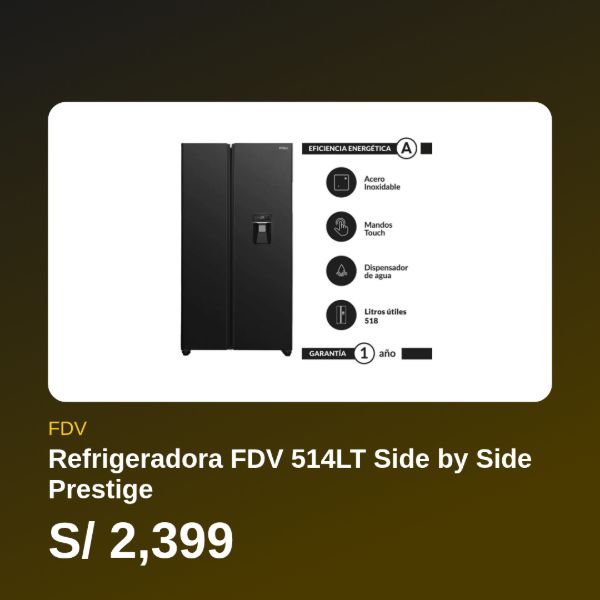 EFICIENCIA ENERGÉTICA A
Acero
Inoxidable
Mandos
Touch
Dispensador
de agua
Litros útiles
518
GARANTÍA 1 año
FDV
Refrigeradora FDV 514LT Side by Side
Prestige
S/ 2,399